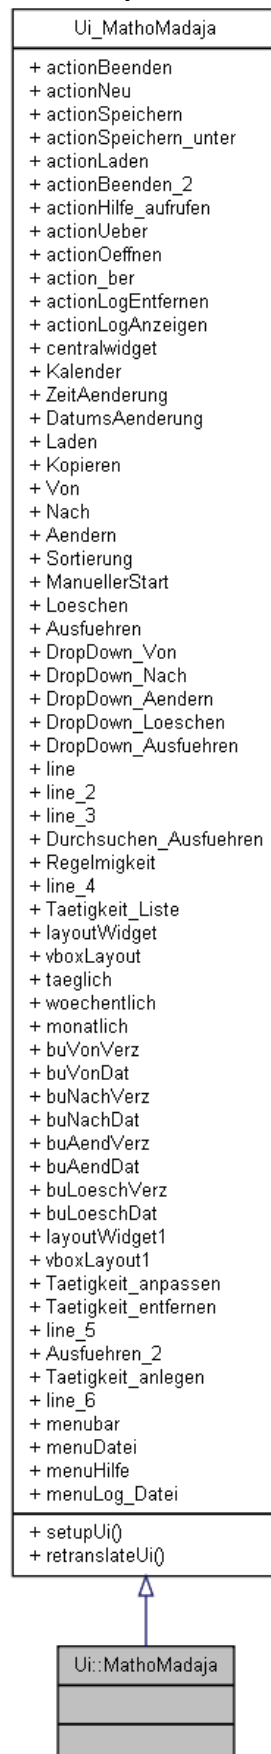 Ui_MathoMadaja
+ actionBeenden
+ actionNeu
+ actionSpeichern
+ actionSpeichern_unter
+ actionLaden
+ actionBeenden_2
+ actionHilfe_aufrufen
+ actionUeber
+ actionOeffnen
+ action_ber
+ actionLogEntfernen
+ actionLogAnzeigen
+ centralwidget
+ Kalender
+ ZeitAenderung
+ DatumsAenderung
+ Laden
+ Kopieren
+ Von
+ Nach
+ Aendern
+ Sortierung
+ ManuellerStart
+ Loeschen
+ Ausfuehren
+ DropDown_Von
+ DropDown_Nach
+ DropDown_Aendern
+ DropDown_Loeschen
+ DropDown_Ausfuehren
+ line
+ line_2
+ line_3
+ Durchsuchen_Ausfuehren
+ Regelmigkeit
+ line_4
+ Taetigkeit_Liste
+ layoutWidget
+ vboxLayout
+ taeglich
+ woechentlich
+ monatlich
+ buVonVerz
+ buVonDat
+ buNachVerz
+ buNachDat
+ buAendVerz
+ buAendDat
+ buLoeschVerz
+ buLoeschDat
+ layoutWidget1
+ vboxLayout1
+ Taetigkeit_anpassen
+ Taetigkeit_entfernen
+ line_5
+ Ausfuehren_2
+ Taetigkeit_anlegen
+ line_6
+ menubar
+ menuDatei
+ menuHilfe
+ menuLog_Datei
+ setupUi()
+ retranslateUi()
Ui::MathoMadaja